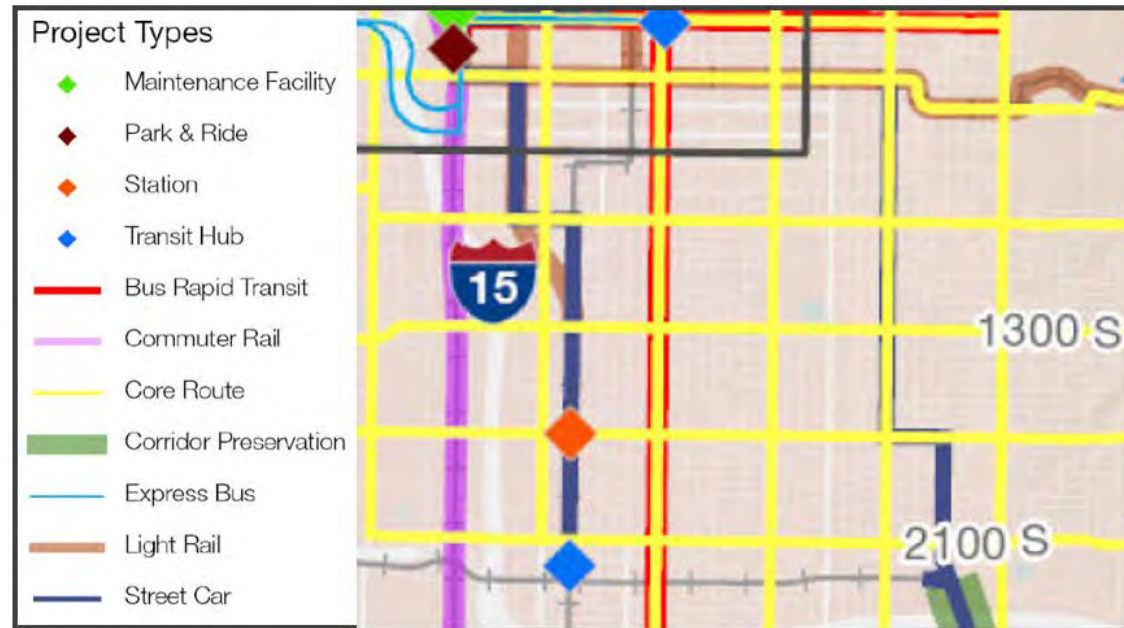 Project Types
Maintenance Facility
Park & Ride
Station
Transit Hub
Bus Rapid Transit
Commuter Rail
Core Route
Corridor Preservation
Express Bus
Light Rail
Street Car
15
1300 S
2100 S